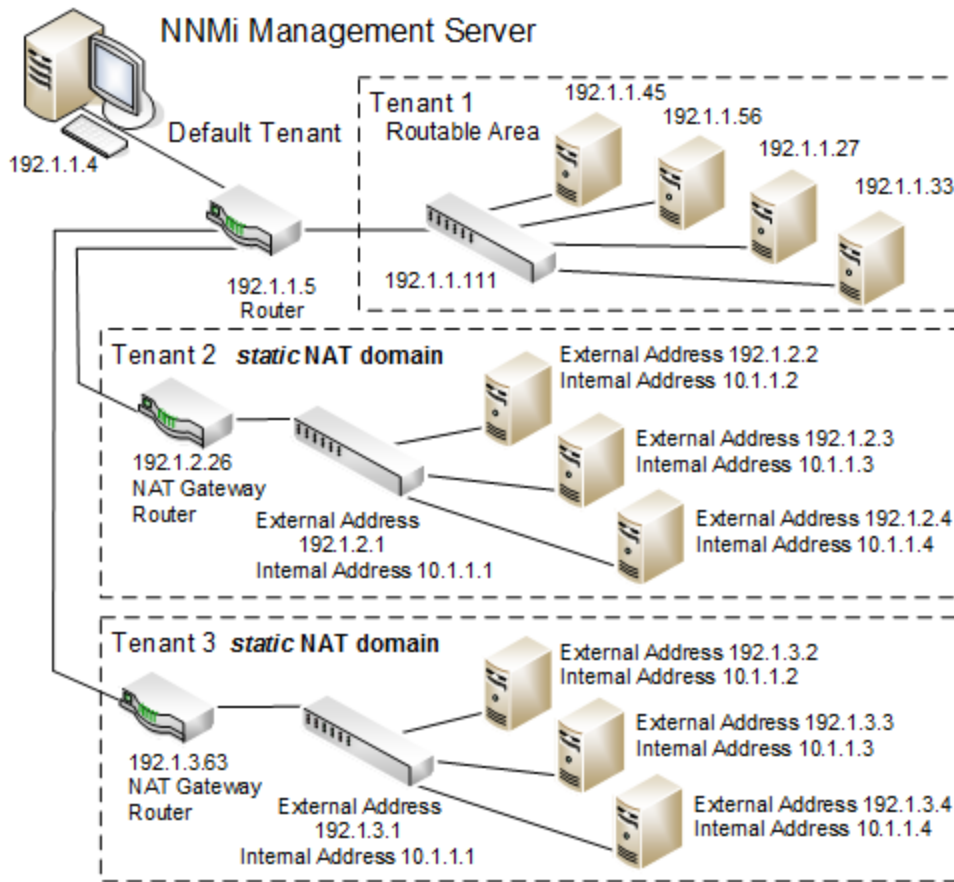 NNMi Management Server
192.1.1.4
Default Tenant
192.1.1.5
Router
Tenant 1
Routable Area
192.1.1.45
192.1.1.56
192.1.1.27
192.1.1.33
192.1.1.111
Tenant 2 static NAT domain
192.1.2.26
NAT Gateway
Router
External Address
192.1.2.1
Internal Address 10.1.1.1
External Address 192.1.2.2
Internal Address 10.1.1.2
External Address 192.1.2.3
Internal Address 10.1.1.3
External Address 192.1.2.4
Internal Address 10.1.1.4
Tenant 3 static NAT domain
192.1.3.63
NAT Gateway
Router
External Address
192.1.3.1
Internal Address 10.1.1.1
External Address 192.1.3.2
Internal Address 10.1.1.2
External Address 192.1.3.3
Internal Address 10.1.1.3
External Address 192.1.3.4
Internal Address 10.1.1.4